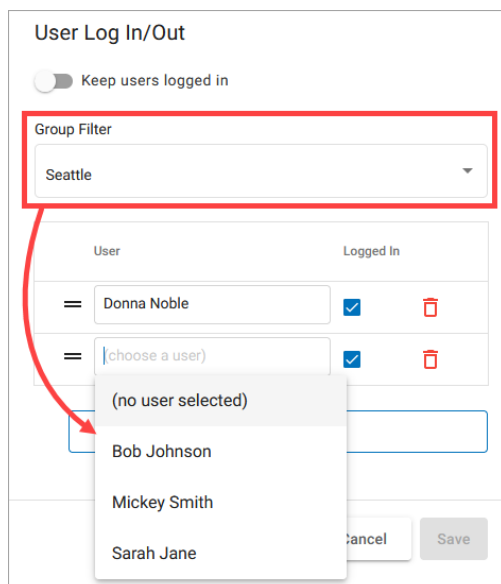 User Log In/Out
Keep users logged in
Group Filter
Seattle
User Logged In
Donna Noble
(choose a user)
(no user selected)
Bob Johnson
Mickey Smith
Sarah Jane
Cancel Save